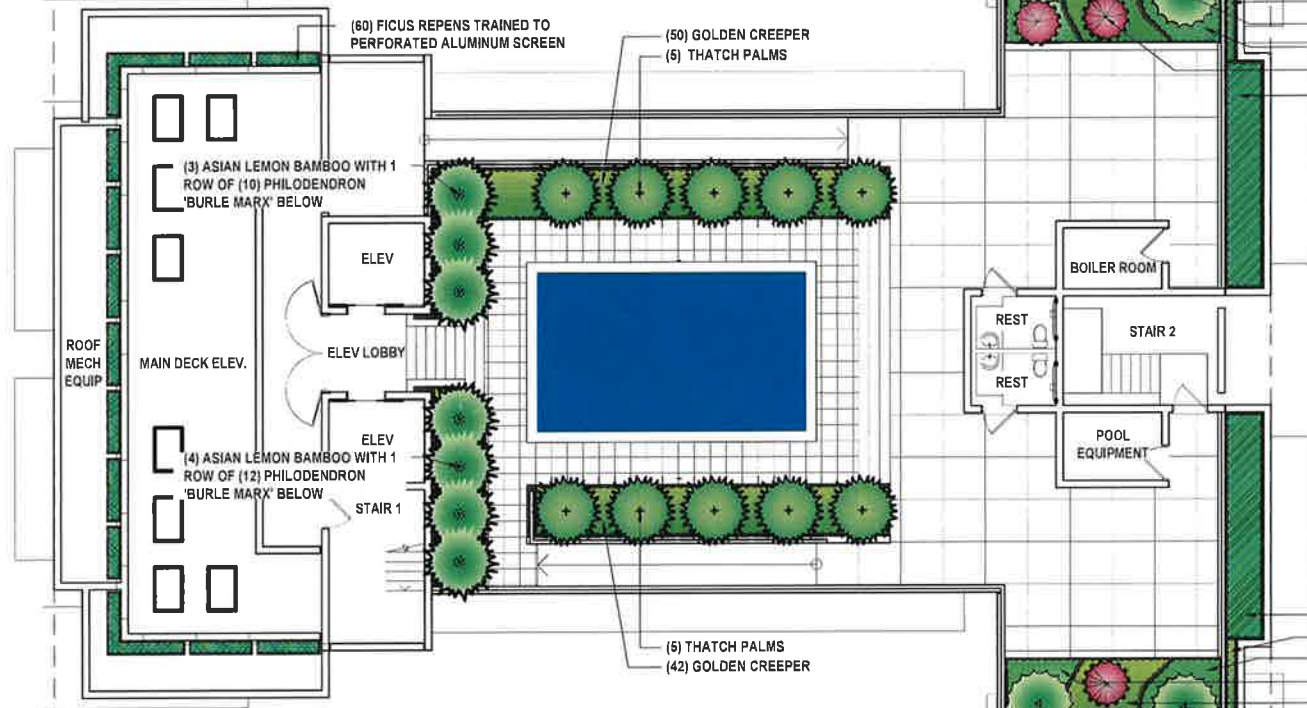 (60) FICUS REPENS TRAINED TO
PERFORATED ALUMINUM SCREEN
(50) GOLDEN CREEPER
(5) THATCH PALMS
(3) ASIAN LEMON BAMBOO WITH 1
ROW OF (10) PHILODENDRON
'BURLE MARX' BELOW
ELEV
BOILER ROOM
REST
STAIR 2
ROOF
MECH
EQUIP
MAIN DECK ELEV.
ELEV LOBBY
REST
ELEV
(4) ASIAN LEMON BAMBOO WITH 1
ROW OF (12) PHILODENDRON
'BURLE MARX' BELOW
STAIR 1
POOL
EQUIPMENT
(5) THATCH PALMS
(42) GOLDEN CREEPER